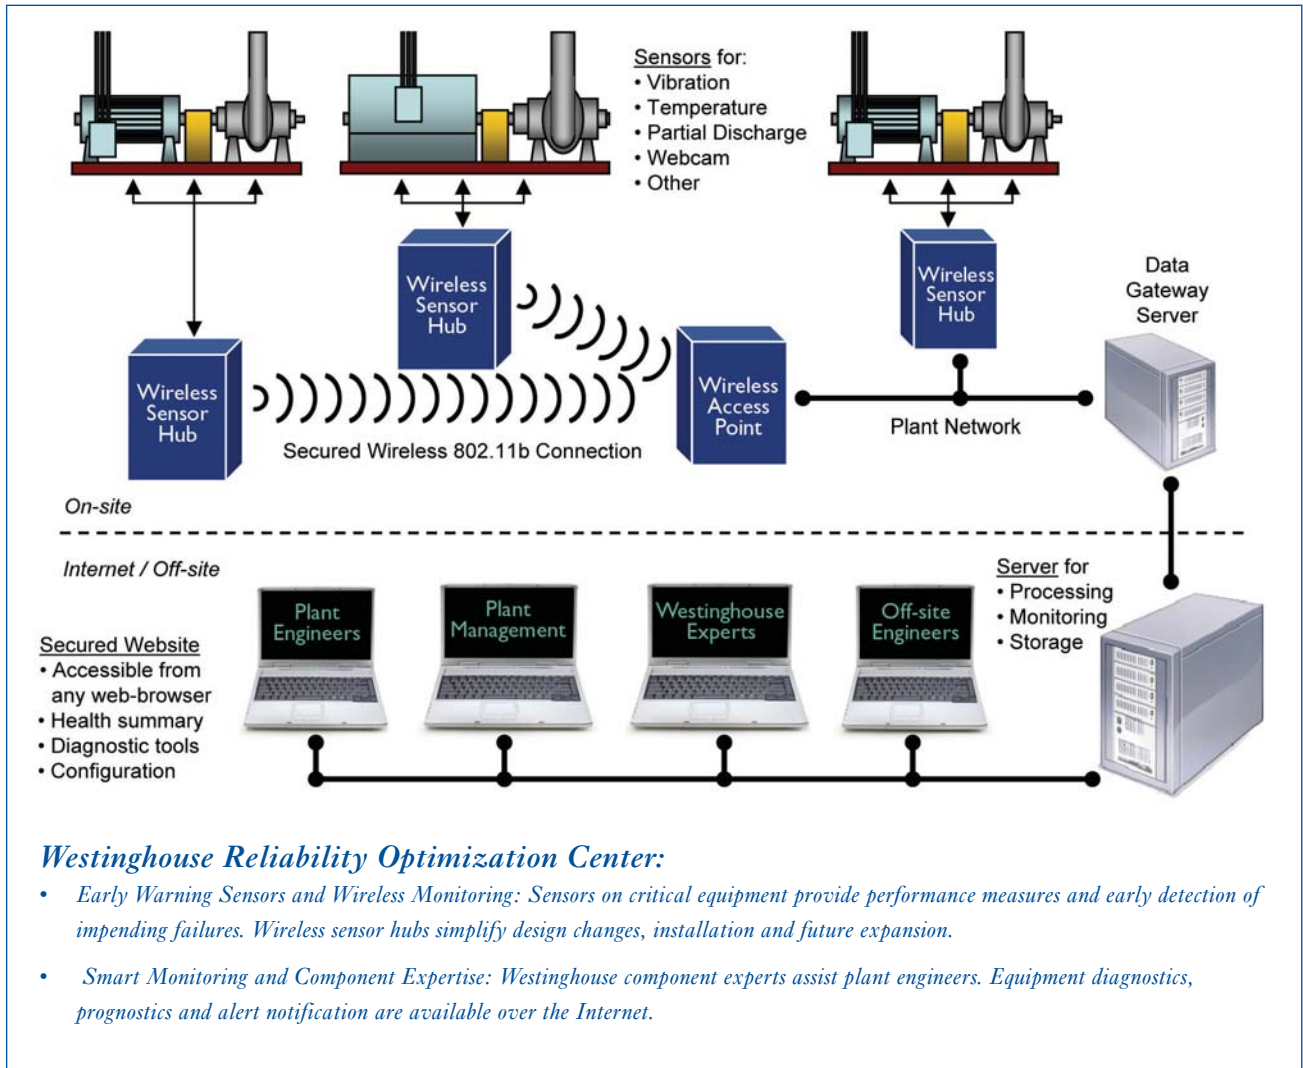 Sensors for:
• Vibration
• Temperature
• Partial Discharge
• Webcam
• Other
Wireless
Sensor
Hub
Wireless
Sensor
Hub
Data
Gateway
Server
Wireless
Sensor
Hub
Wireless
Access
Point
Plant Network
Secured Wireless 802.11b Connection
On-site
Internet / Off-site
Server for
• Processing
• Monitoring
• Storage
Plant
Engineers
Plant
Management
Westinghouse
Experts
Off-site
Engineers
Secured Website
• Accessible from
any web-browser
• Health summary
• Diagnostic tools
• Configuration
Westinghouse Reliability Optimization Center:
• Early Warning Sensors and Wireless Monitoring: Sensors on critical equipment provide performance measures and early detection of
impending failures. Wireless sensor hubs simplify design changes, installation and future expansion.
• Smart Monitoring and Component Expertise: Westinghouse component experts assist plant engineers. Equipment diagnostics,
prognostics and alert notification are available over the Internet.